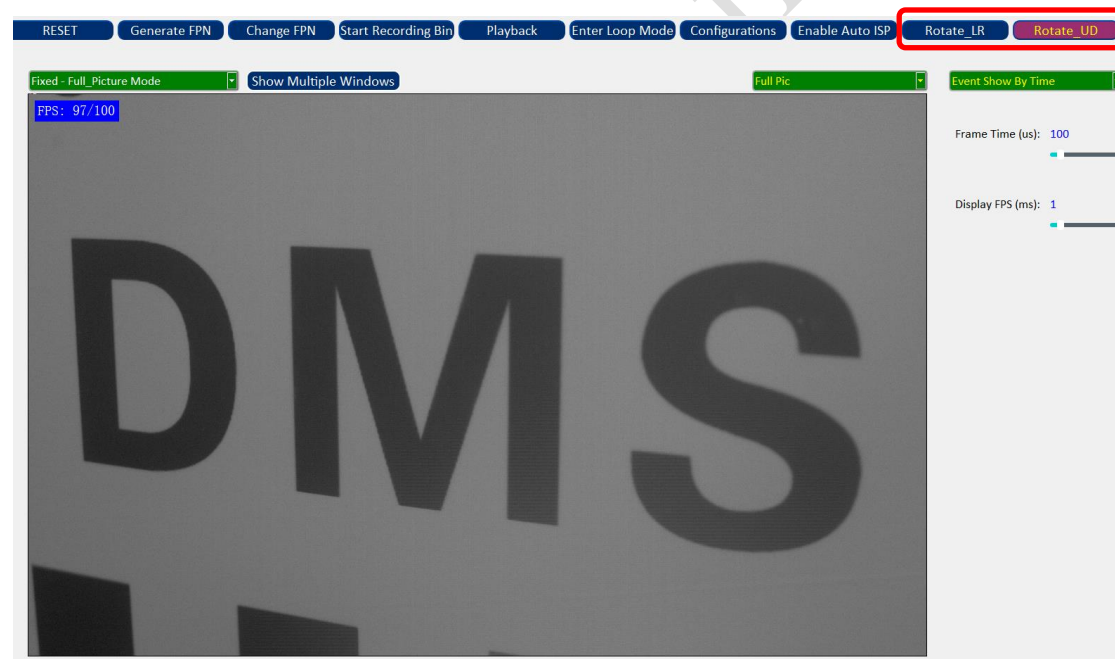 RESET Generate FPN Change FPN Start Recording Bin Playback Enter Loop Mode Configurations Enable Auto ISP Rotate_LR Rotate_UD
Fixed - Full_Picture Mode Show Multiple Windows Full Pic Event Show By Time
FPS: 97/100
Frame Time (us): 100
Display FPS (ms): 1
DMS